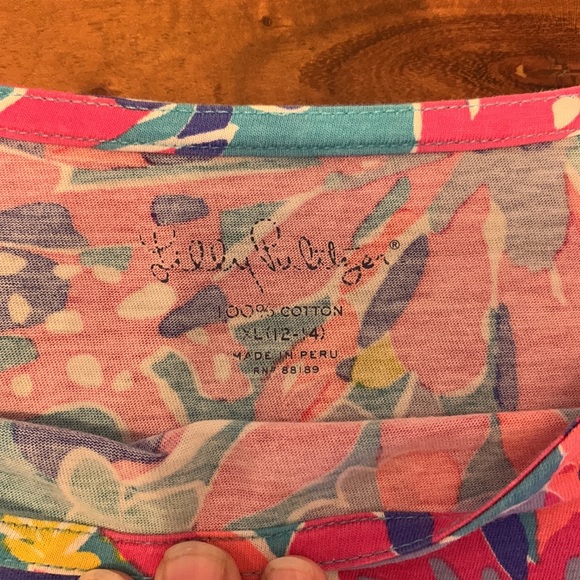 Lilly Pulitzer®
100% COTTON
XL(12-14)
MADE IN PERU
RN# 88189